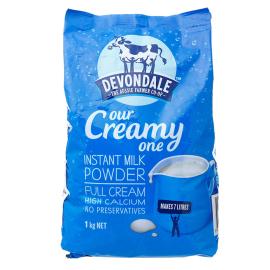 DEVONDALE
THE AUSSIE FARMER CO-OP
our
Creamy
one
INSTANT MILK
POWDER
FULL CREAM
HIGH CALCIUM
NO PRESERVATIVES
1 kg NET
MAKES 7 LITRES